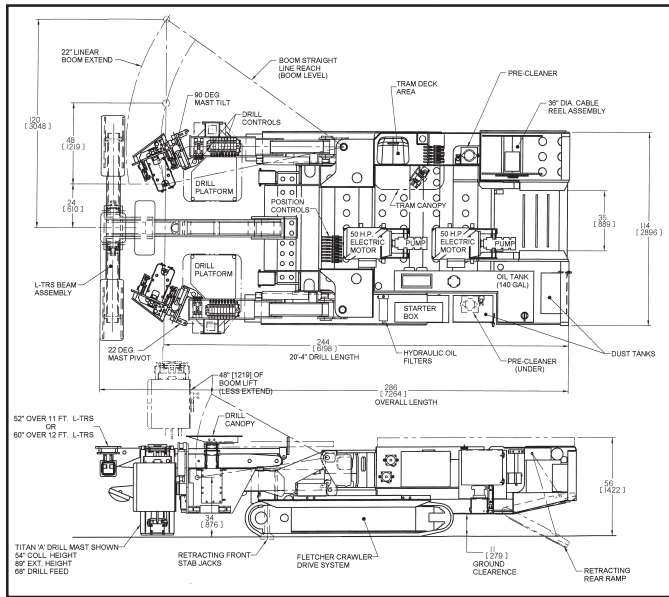 22" LINEAR
BOOM EXTEND
BOOM STRAIGHT
LINE REACH
(BOOM LEVEL)
PRE-CLEANER
TRAM DECK
AREA
90 DEG.
MAST TILT
DRILL
CONTROLS
36" DIA. CABLE
REEL ASSEMBLY
120
[ 3048 ]
48
[1219]
24
[610]
DRILL
PLATFORM
TRAM CANOPY
POSITION
CONTROLS
50 H.P.
ELECTRIC
MOTOR
PUMP
50 H.P.
ELECTRIC
MOTOR
PUMP
35
[ 889 ]
114
[ 2896 ]
L-TRS BEAM
ASSEMBLY
DRILL
PLATFORM
OIL TANK
(140 GAL)
STARTER
BOX
22 DEG.
MAST PIVOT
244
[ 6198 ]
20'-4" DRILL LENGTH
HYDRAULIC OIL
FILTERS
PRE-CLEANER
(UNDER)
DUST TANKS
286
[ 7264 ]
OVERALL LENGTH
48" [1219] OF
BOOM LIFT
(LESS EXTEND)
52" OVER 11 FT. L-TRS
OR
60" OVER 12 FT. L-TRS
DRILL
CANOPY
34
[ 876 ]
56
[ 1422 ]
11
[ 279 ]
GROUND
CLEARENCE
TITAN 'A' DRILL MAST SHOWN
54" COLL. HEIGHT
89" EXT. HEIGHT
68" DRILL FEED
RETRACTING FRONT
STAB JACKS
FLETCHER CRAWLER
DRIVE SYSTEM
RETRACTING
REAR RAMP